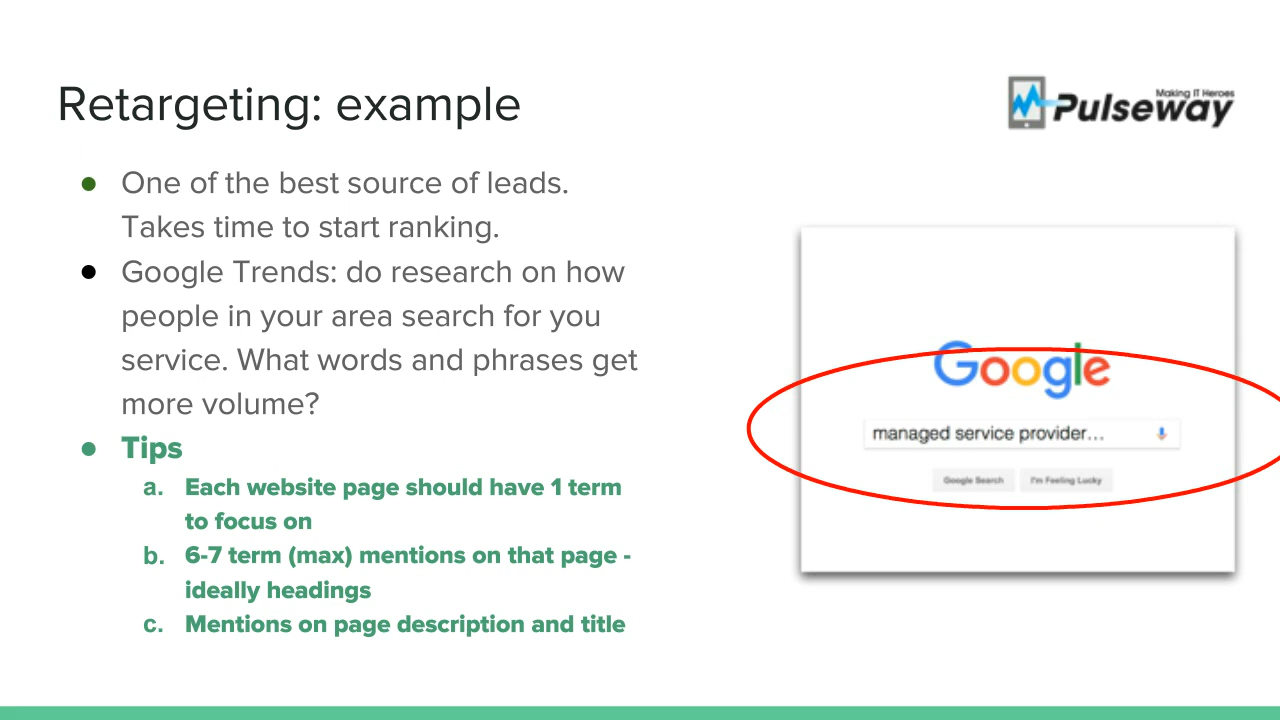 Retargeting: example
Making IT Heroes
Pulseway
● One of the best source of leads.
Takes time to start ranking.
● Google Trends: do research on how
people in your area search for you
service. What words and phrases get
more volume?
● Tips
a. Each website page should have 1 term
to focus on
b. 6-7 term (max) mentions on that page -
ideally headings
c. Mentions on page description and title
Google
managed service provider...
Google Search I'm Feeling Lucky